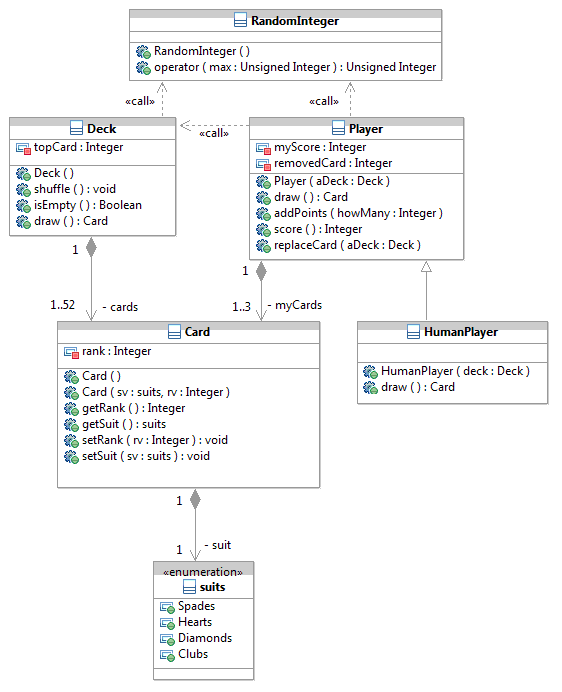 RandomInteger
RandomInteger ( )
operator ( max : Unsigned Integer ) : Unsigned Integer
«call»
«call»
«call»
Deck
topCard : Integer
Deck ( )
shuffle ( ) : void
isEmpty ( ) : Boolean
draw ( ) : Card
Player
myScore : Integer
removedCard : Integer
Player ( aDeck : Deck )
draw ( ) : Card
addPoints ( howMany : Integer )
score ( ) : Integer
replaceCard ( aDeck : Deck )
1
1..52
- cards
1
1..3
- myCards
Card
rank : Integer
Card ( )
Card ( sv : suits, rv : Integer )
getRank ( ) : Integer
getSuit ( ) : suits
setRank ( rv : Integer ) : void
setSuit ( sv : suits ) : void
HumanPlayer
HumanPlayer ( deck : Deck )
draw ( ) : Card
1
1
- suit
«enumeration»
suits
Spades
Hearts
Diamonds
Clubs